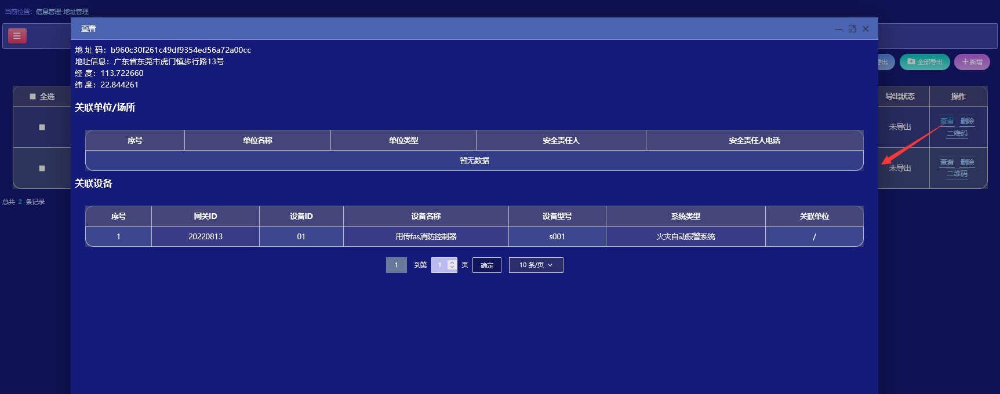 当前位置：信息管理-地址管理
查看
地 址 码：b960c30f261c49df9354ed56a72a00cc
地址信息：广东省东莞市虎门镇步行路13号
经 度：113.722660
纬 度：22.844261
导出 全部导出 新增
全选 导出状态 操作
关联单位/场所
未导出 查看 删除
二维码
序号 单位名称 单位类型 安全责任人 安全责任人电话
暂无数据
未导出 查看 删除
二维码
关联设备
总共 2 条记录
序号 网关ID 设备ID 设备名称 设备型号 系统类型 关联单位
1 20220813 01 用传fas消防控制器 s001 火灾自动报警系统 /
1 到第 1 页 确定 10 条/页